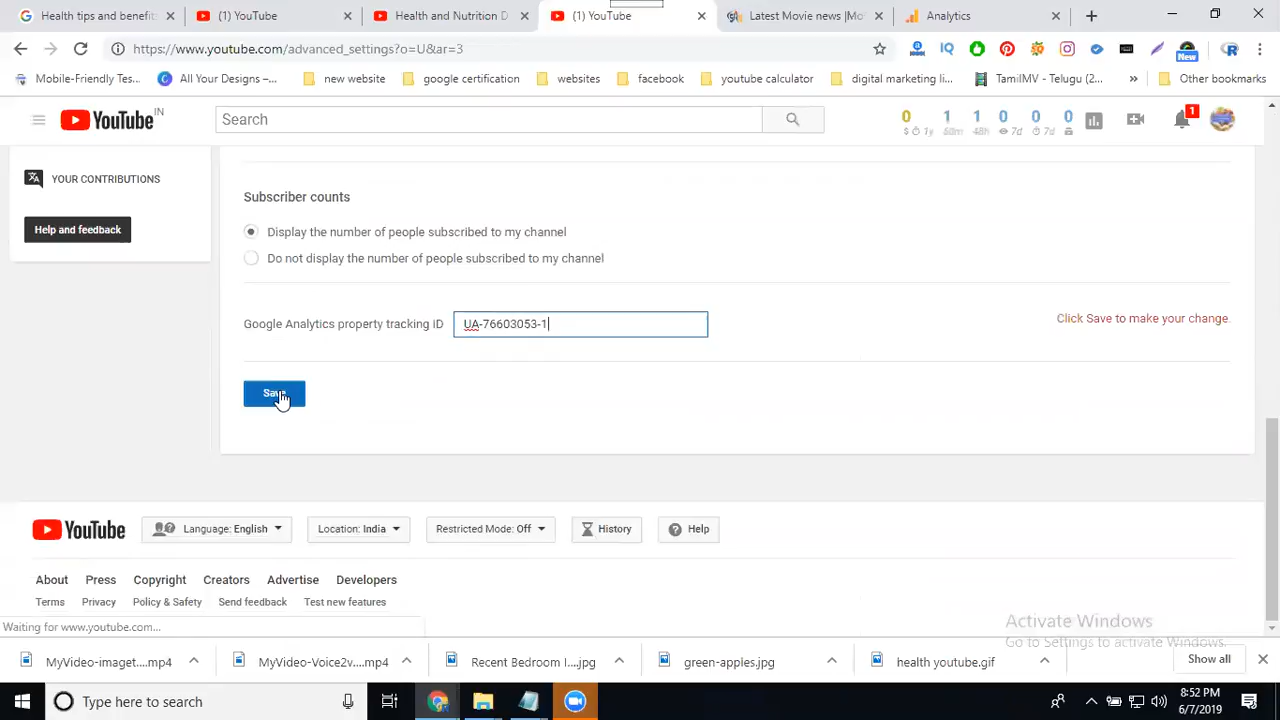 Health tips and benefit
(1) YouTube
Health and Nutrition D
(1) YouTube
Latest Movie news |Mo
Analytics
https://www.youtube.com/advanced_settings?o=U&ar=3
New
Mobile-Friendly Tes...
All Your Designs –...
new website
google certification
websites
facebook
youtube calculator
digital marketing li...
TamilMV - Telugu (2...
»
Other bookmarks
YouTube IN
Search
0 1 1 0 0 0
$ 1y 60m 48h 7d 7d
1
YOUR CONTRIBUTIONS
Help and feedback
Subscriber counts
Display the number of people subscribed to my channel
Do not display the number of people subscribed to my channel
Google Analytics property tracking ID
UA-76603053-1
Click Save to make your change.
Save
YouTube
Language: English
Location: India
Restricted Mode: Off
History
Help
About Press Copyright Creators Advertise Developers
Terms Privacy Policy & Safety Send feedback Test new features
Waiting for www.youtube.com...
Activate Windows
Go to Settings to activate Windows.
MyVideo-imaget....mp4
MyVideo-Voice2v....mp4
Recent Bedroom I....jpg
green-apples.jpg
health youtube.gif
Show all
Type here to search
8:52 PM
6/7/2019